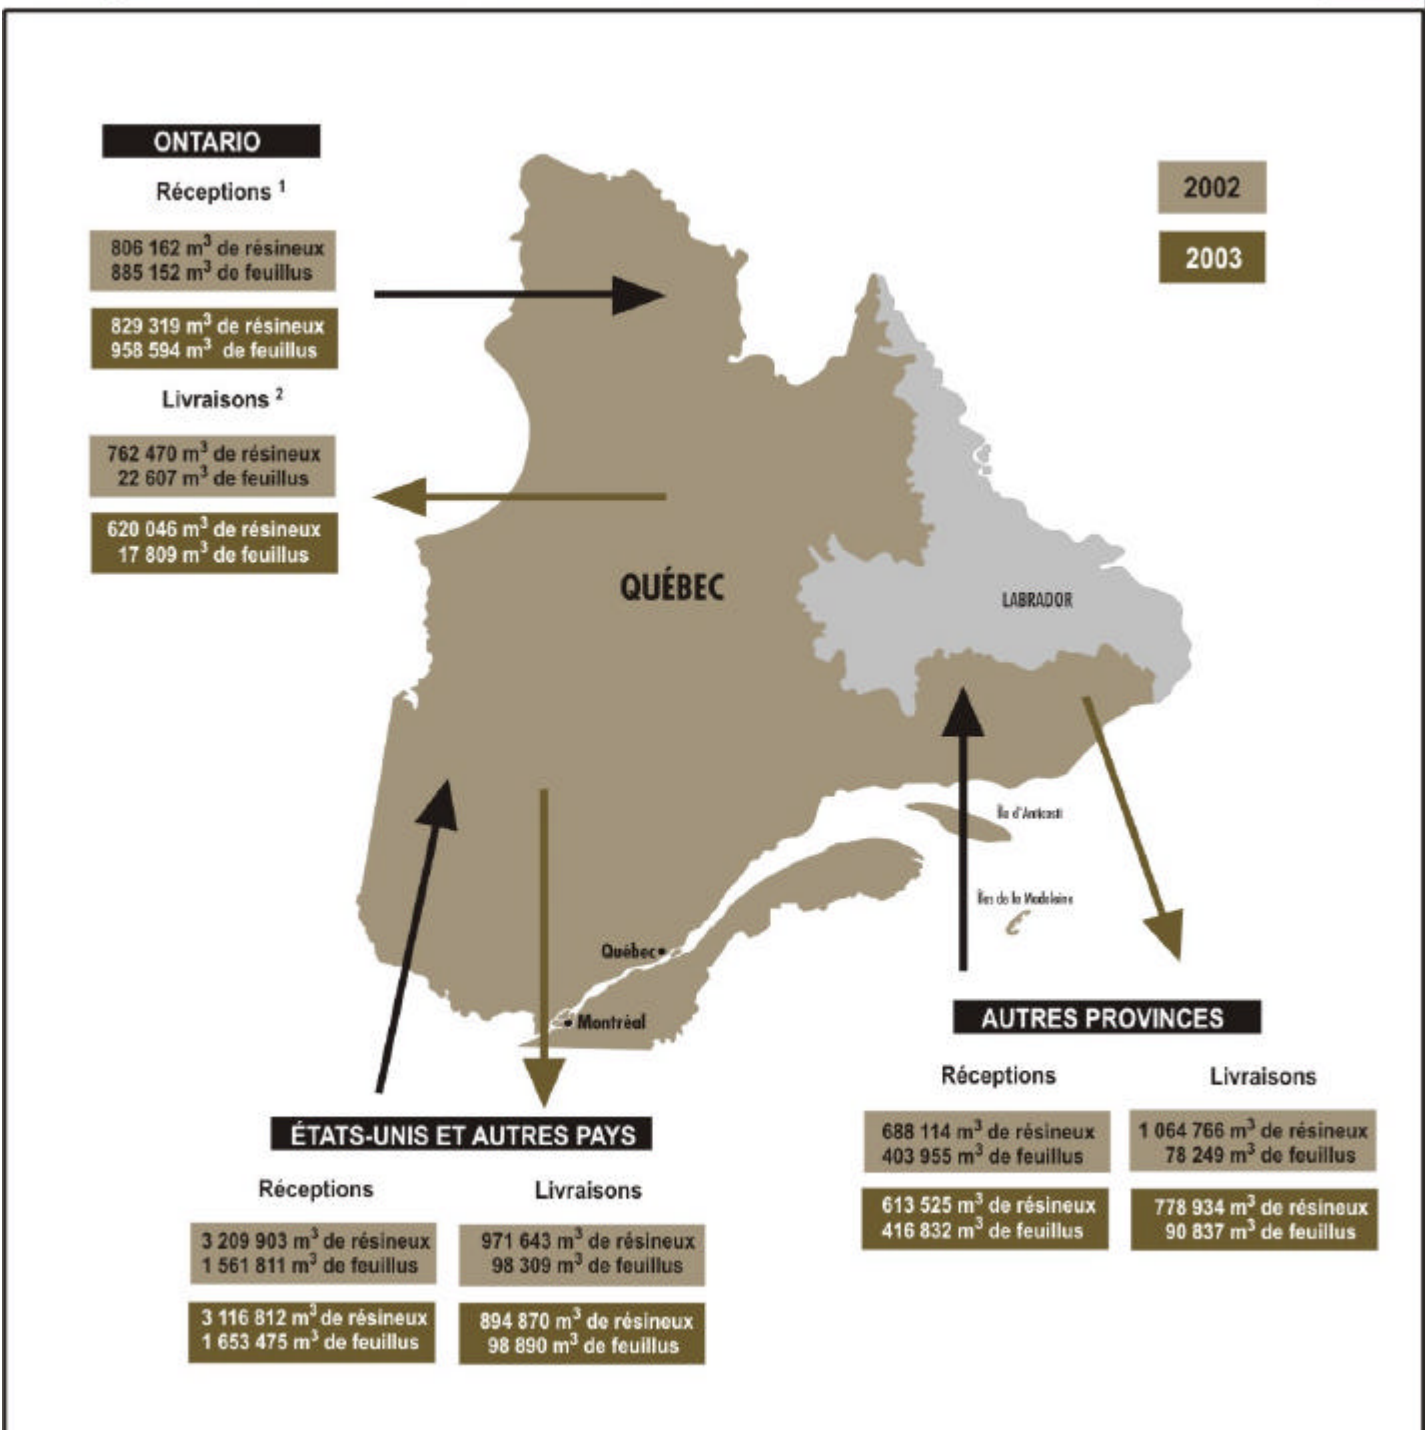 ONTARIO
Réceptions ¹
806 162 m³ de résineux
885 152 m³ de feuillus
829 319 m³ de résineux
958 594 m³ de feuillus
Livraisons ²
762 470 m³ de résineux
22 607 m³ de feuillus
620 046 m³ de résineux
17 809 m³ de feuillus
2002
2003
QUÉBEC
LABRADOR
Île d'Anticosti
Îles de la Madeleine
Québec
Montréal
ÉTATS-UNIS ET AUTRES PAYS
Réceptions Livraisons
3 209 903 m³ de résineux 971 643 m³ de résineux
1 561 811 m³ de feuillus 98 309 m³ de feuillus
3 116 812 m³ de résineux 894 870 m³ de résineux
1 653 475 m³ de feuillus 98 890 m³ de feuillus
AUTRES PROVINCES
Réceptions Livraisons
688 114 m³ de résineux 1 064 766 m³ de résineux
403 955 m³ de feuillus 78 249 m³ de feuillus
613 525 m³ de résineux 778 934 m³ de résineux
416 832 m³ de feuillus 90 837 m³ de feuillus